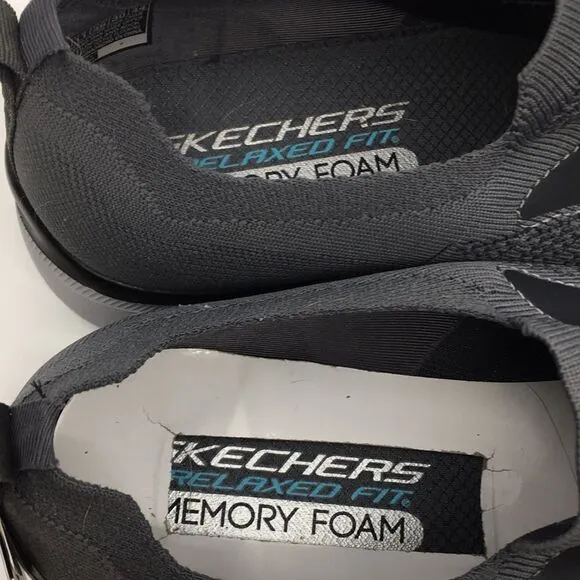 SKECHERS
RELAXED FIT®
MEMORY FOAM
SKECHERS
RELAXED FIT®
MEMORY FOAM